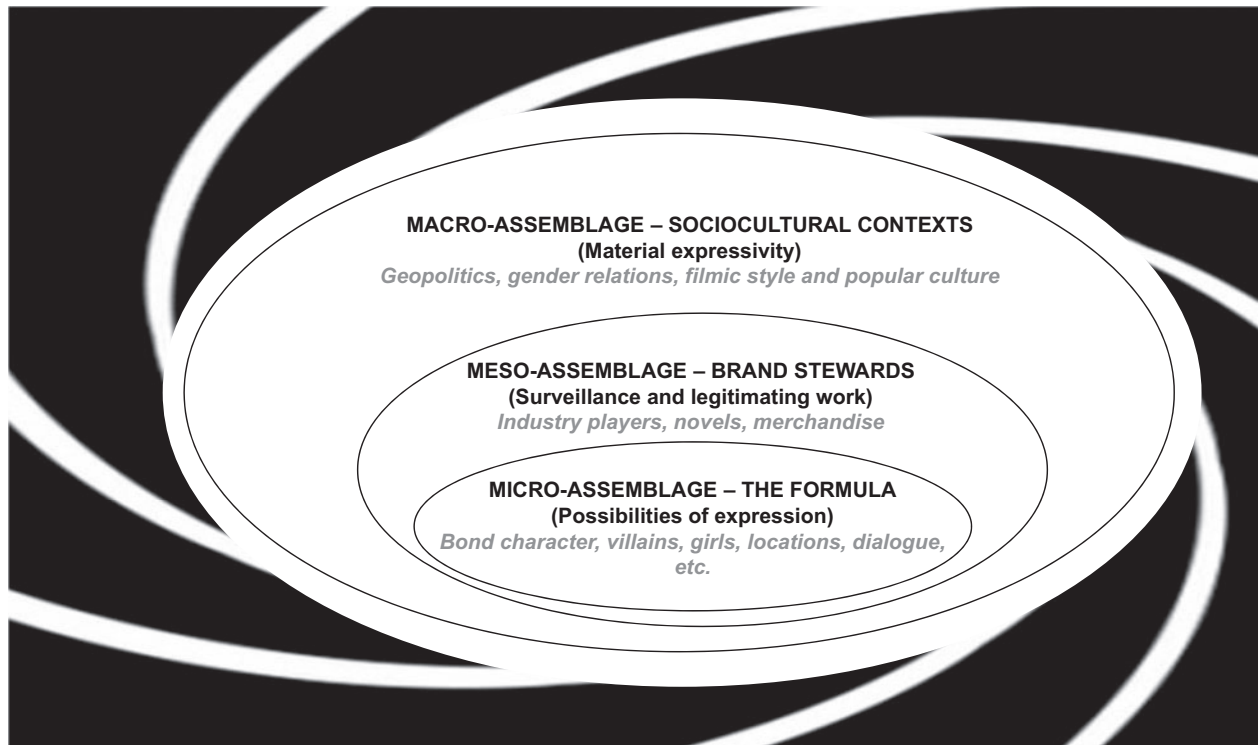 MACRO-ASSEMBLAGE – SOCIOCULTURAL CONTEXTS
(Material expressivity)
Geopolitics, gender relations, filmic style and popular culture
MESO-ASSEMBLAGE – BRAND STEWARDS
(Surveillance and legitimating work)
Industry players, novels, merchandise
MICRO-ASSEMBLAGE – THE FORMULA
(Possibilities of expression)
Bond character, villains, girls, locations, dialogue,
etc.